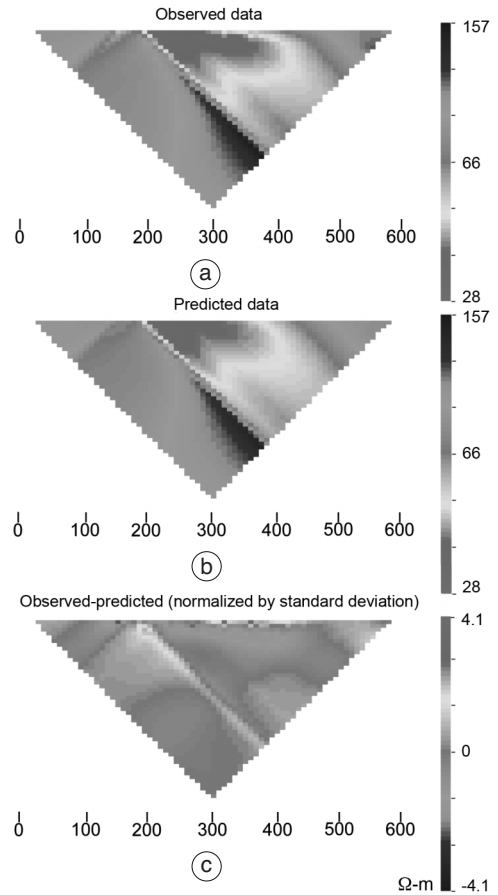 Observed data
157
66
28
0 100 200 300 400 500 600
a
Predicted data
157
66
28
0 100 200 300 400 500 600
b
Observed-predicted (normalized by standard deviation)
4.1
0
-4.1
0 100 200 300 400 500 600
c
Ω-m